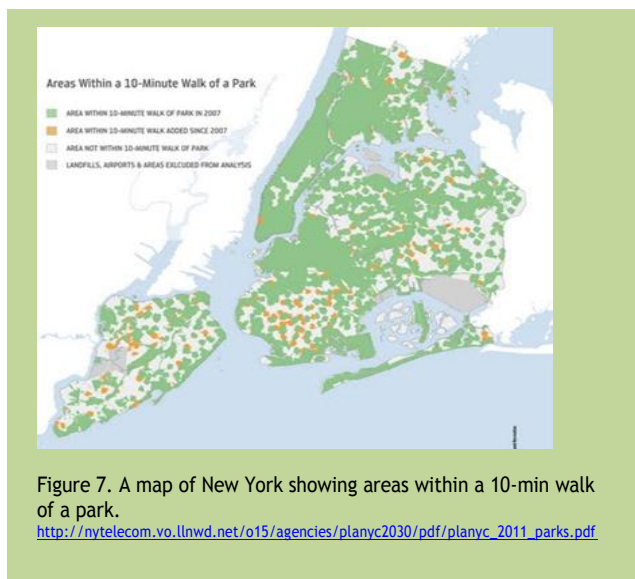 Areas Within a 10-Minute Walk of a Park
AREA WITHIN 10-MINUTE WALK OF PARK IN 2007
AREA WITHIN 10-MINUTE WALK ADDED SINCE 2007
AREA NOT WITHIN 10-MINUTE WALK OF PARK
LANDFILLS, AIRPORTS & AREAS EXLCUDED FROM ANALYSIS
Figure 7. A map of New York showing areas within a 10-min walk
of a park.
http://nytelecom.vo.llnwd.net/o15/agencies/planyc2030/pdf/planyc_2011_parks.pdf